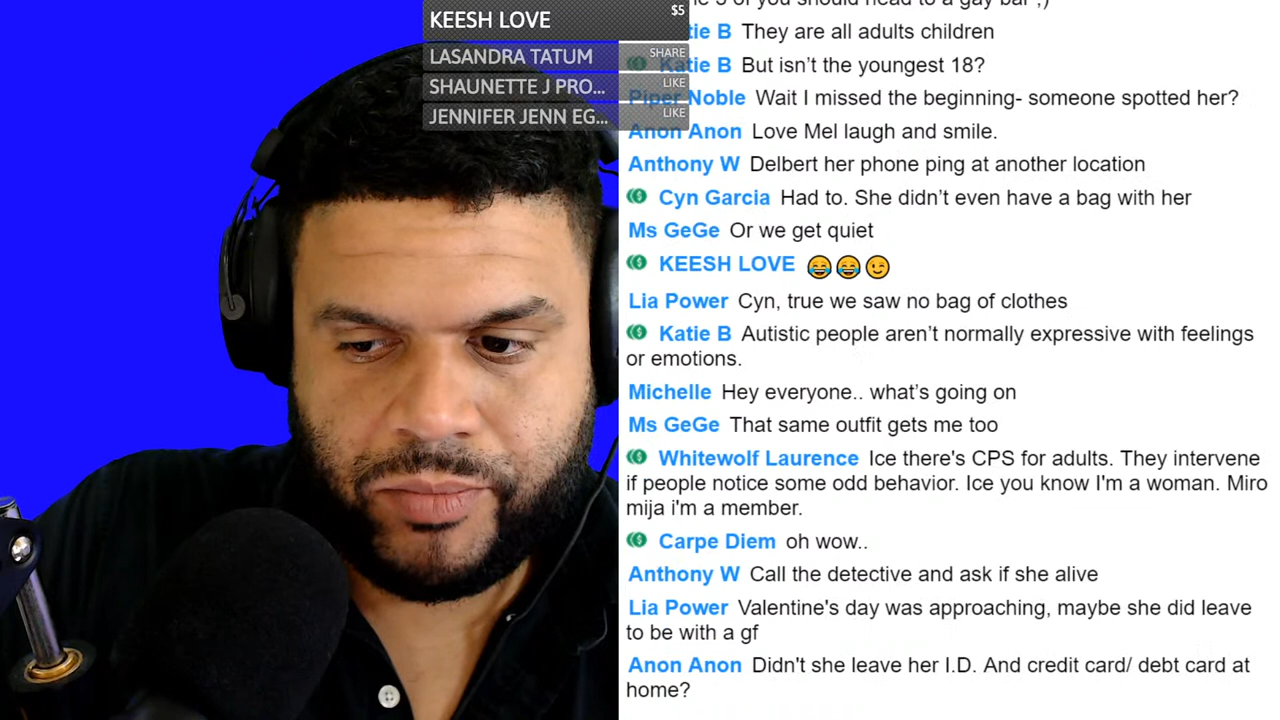 KEESH LOVE $5
LASANDRA TATUM SHARE
SHAUNETTE J PRO... LIKE
JENNIFER JENN EG... LIKE
of you should head to a gay bar ;)
tie B They are all adults children
Katie B But isn’t the youngest 18?
Piper Noble Wait I missed the beginning- someone spotted her?
Anon Anon Love Mel laugh and smile.
Anthony W Delbert her phone ping at another location
Cyn Garcia Had to. She didn’t even have a bag with her
Ms GeGe Or we get quiet
KEESH LOVE 😂😂😉
Lia Power Cyn, true we saw no bag of clothes
Katie B Autistic people aren’t normally expressive with feelings
or emotions.
Michelle Hey everyone.. what’s going on
Ms GeGe That same outfit gets me too
Whitewolf Laurence Ice there's CPS for adults. They intervene
if people notice some odd behavior. Ice you know I'm a woman. Miro
mija i'm a member.
Carpe Diem oh wow..
Anthony W Call the detective and ask if she alive
Lia Power Valentine's day was approaching, maybe she did leave
to be with a gf
Anon Anon Didn't she leave her I.D. And credit card/ debt card at
home?